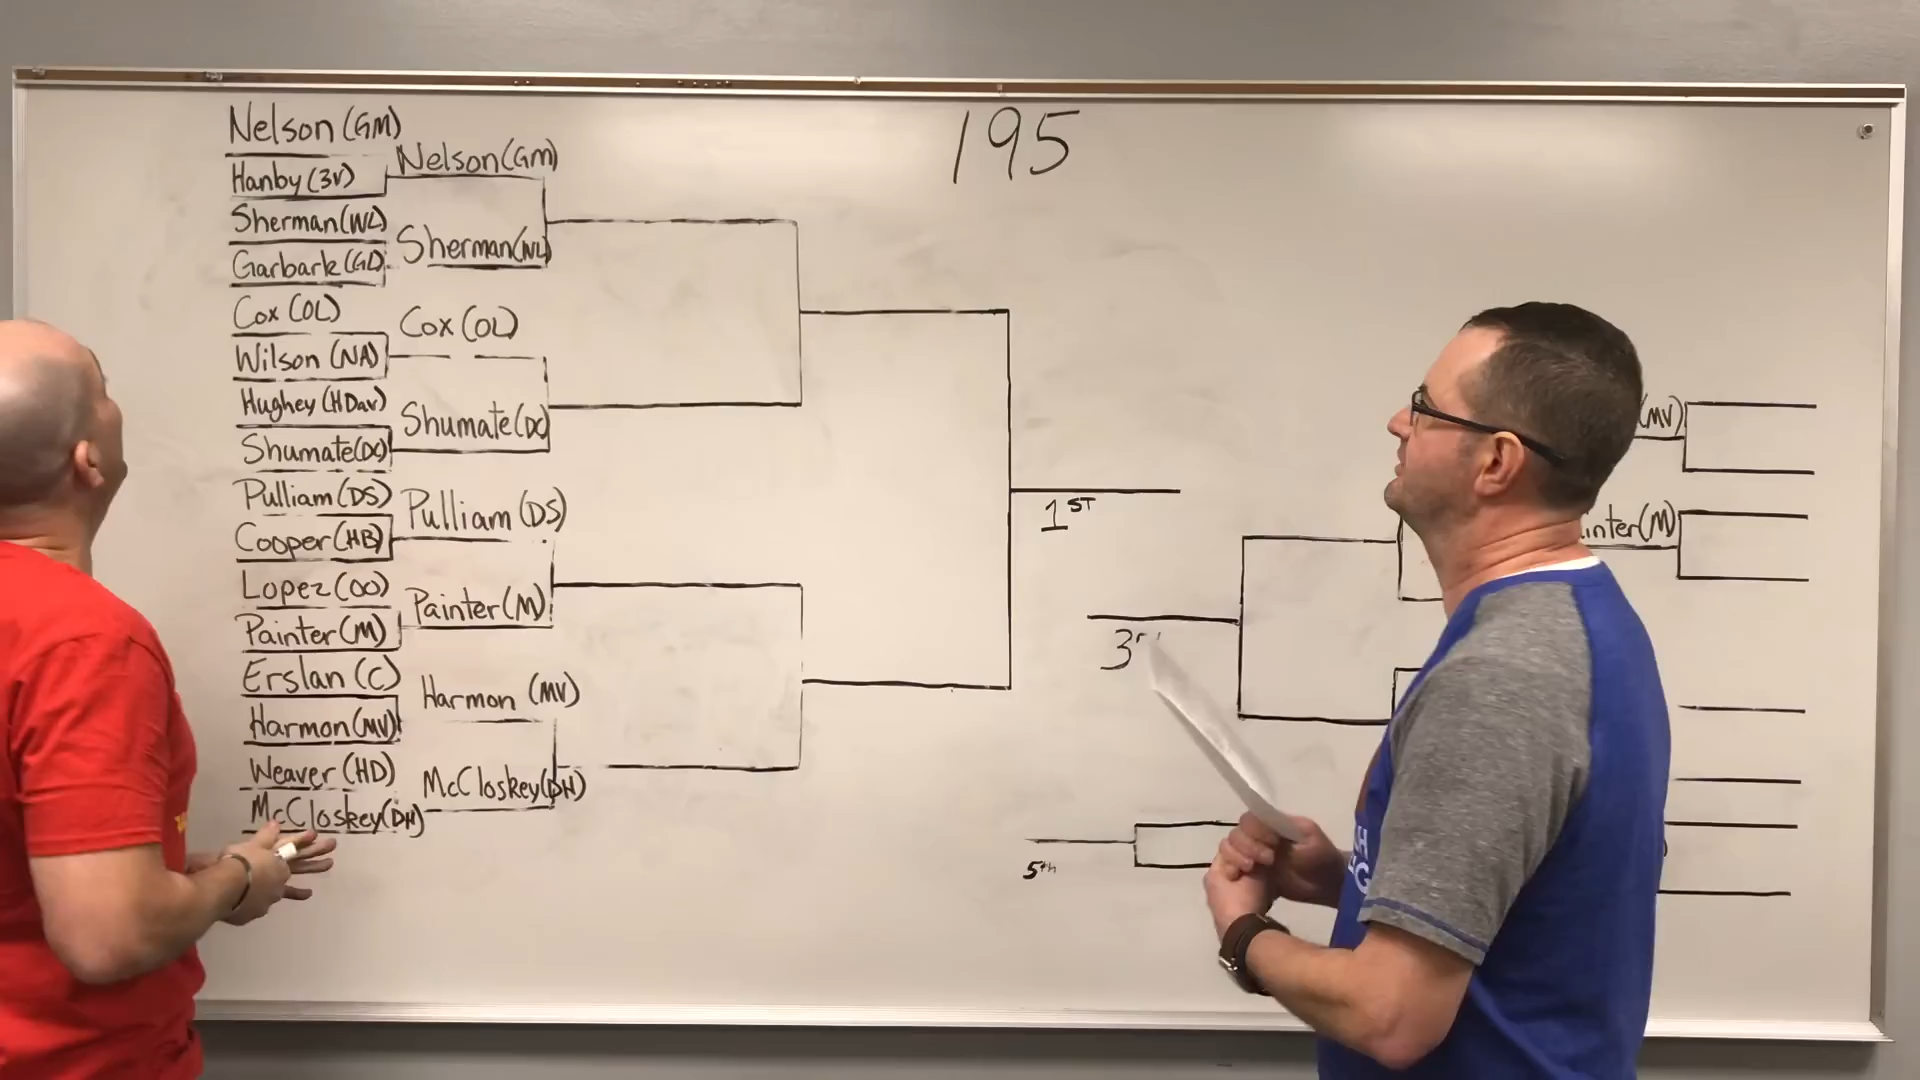 195
Nelson (GM)
Hanby (3V)
Sherman (WL)
Garbark (GD)
Cox (OL)
Wilson (NA)
Hughey (HDav)
Shumate (DC)
Pulliam (DS)
Cooper (HB)
Lopez (OO)
Painter (M)
Erslan (C)
Harmon (MV)
Weaver (HD)
McCloskey (DH)
Nelson (GM)
Sherman (WL)
Cox (OL)
Shumate (DC)
Pulliam (DS)
Painter (M)
Harmon (MV)
McCloskey (DH)
1ST
5th
(MV)
(M)